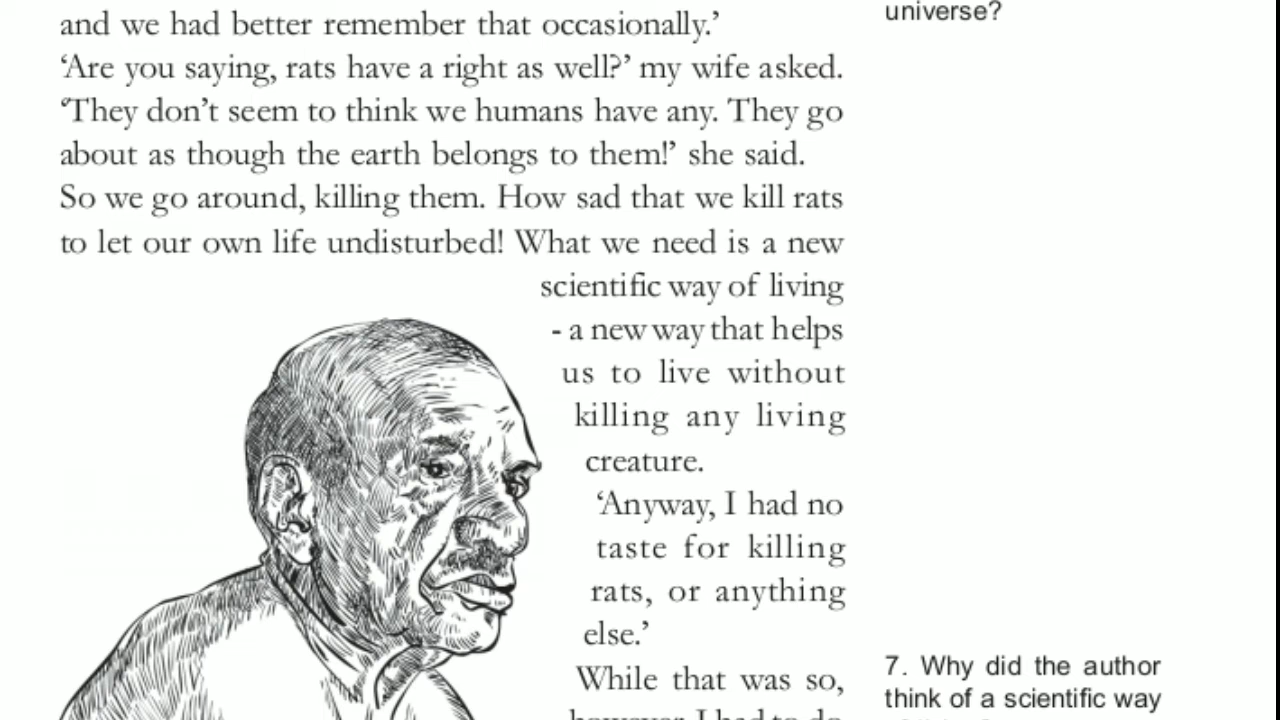 and we had better remember that occasionally.’
‘Are you saying, rats have a right as well?’ my wife asked.
‘They don’t seem to think we humans have any. They go
about as though the earth belongs to them!’ she said.
So we go around, killing them. How sad that we kill rats
to let our own life undisturbed! What we need is a new
scientific way of living
- a new way that helps
us to live without
killing any living
creature.
‘Anyway, I had no
taste for killing
rats, or anything
else.’
While that was so,
however, I had to do
universe?
7. Why did the author
think of a scientific way